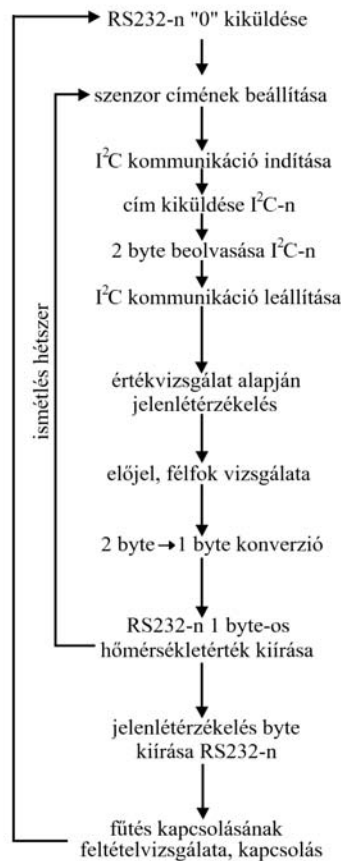 RS232-n "0" kiküldése
szenzor címének beállítása
I²C kommunikáció indítása
cím kiküldése I²C-n
2 byte beolvasása I²C-n
I²C kommunikáció leállítása
ismétlés hétszer
értékvizsgálat alapján
jelenlétérzékelés
előjel, félfok vizsgálata
2 byte→1 byte konverzió
RS232-n 1 byte-os
hőmérsékletérték kiírása
jelenlétérzékelés byte
kiírása RS232-n
fűtés kapcsolásának
feltételvizsgálata, kapcsolás